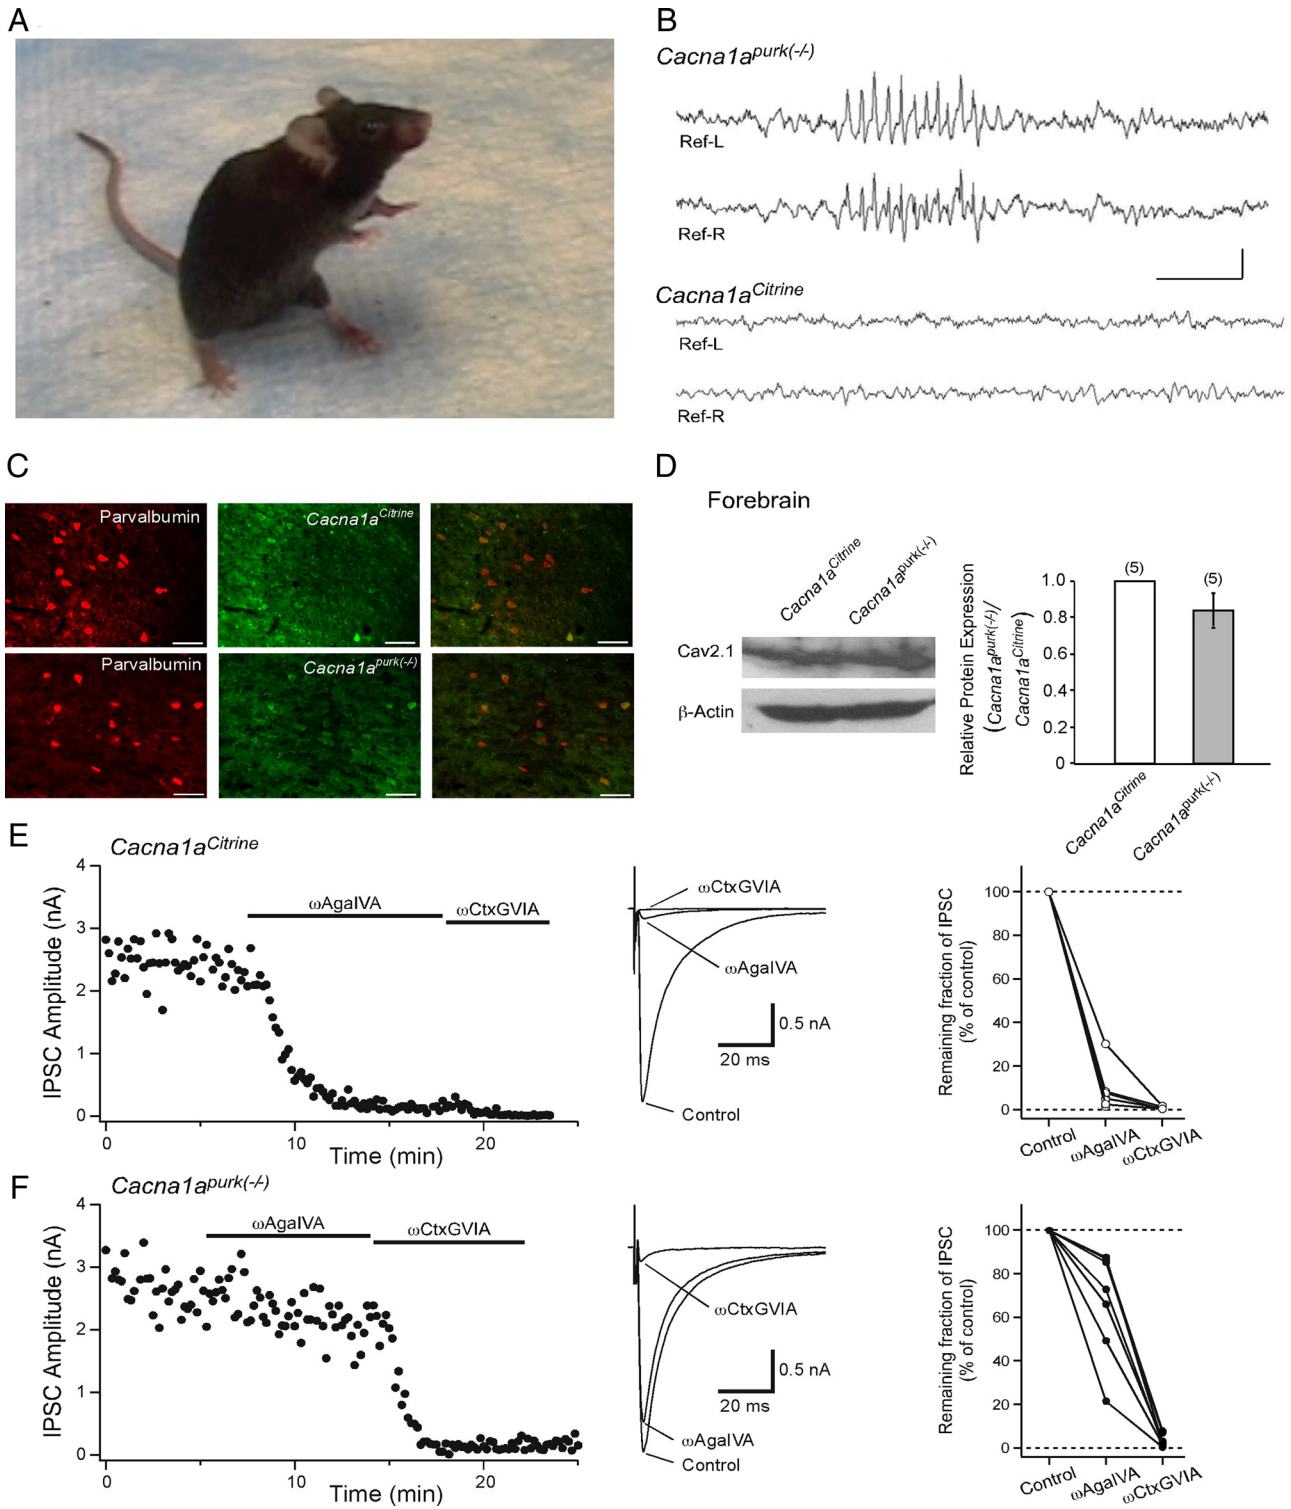 A
B
Cacna1a^purk(-/-)
Ref-L
Ref-R
Cacna1a^Citrine
Ref-L
Ref-R
C
Parvalbumin
Cacna1a^Citrine
Parvalbumin
Cacna1a^purk(-/-)
D
Forebrain
Cacna1a^Citrine
Cacna1a^purk(-/-)
Cav2.1
β-Actin
Relative Protein Expression
(Cacna1a^purk(-/-)/
Cacna1a^Citrine)
1.0
0.8
0.6
0.4
0.2
0
(5)
(5)
Cacna1a^Citrine
Cacna1a^purk(-/-)
E
Cacna1a^Citrine
IPSC Amplitude (nA)
4
3
2
1
0
ωAgaIVA
ωCtxGVIA
0
10
20
Time (min)
ωCtxGVIA
ωAgaIVA
0.5 nA
20 ms
Control
Remaining fraction of IPSC
(% of control)
100
80
60
40
20
0
Control
ωAgaIVA
ωCtxGVIA
F
Cacna1a^purk(-/-)
IPSC Amplitude (nA)
4
3
2
1
0
ωAgaIVA
ωCtxGVIA
0
10
20
Time (min)
ωCtxGVIA
0.5 nA
20 ms
ωAgaIVA
Control
Remaining fraction of IPSC
(% of control)
100
80
60
40
20
0
Control
ωAgaIVA
ωCtxGVIA